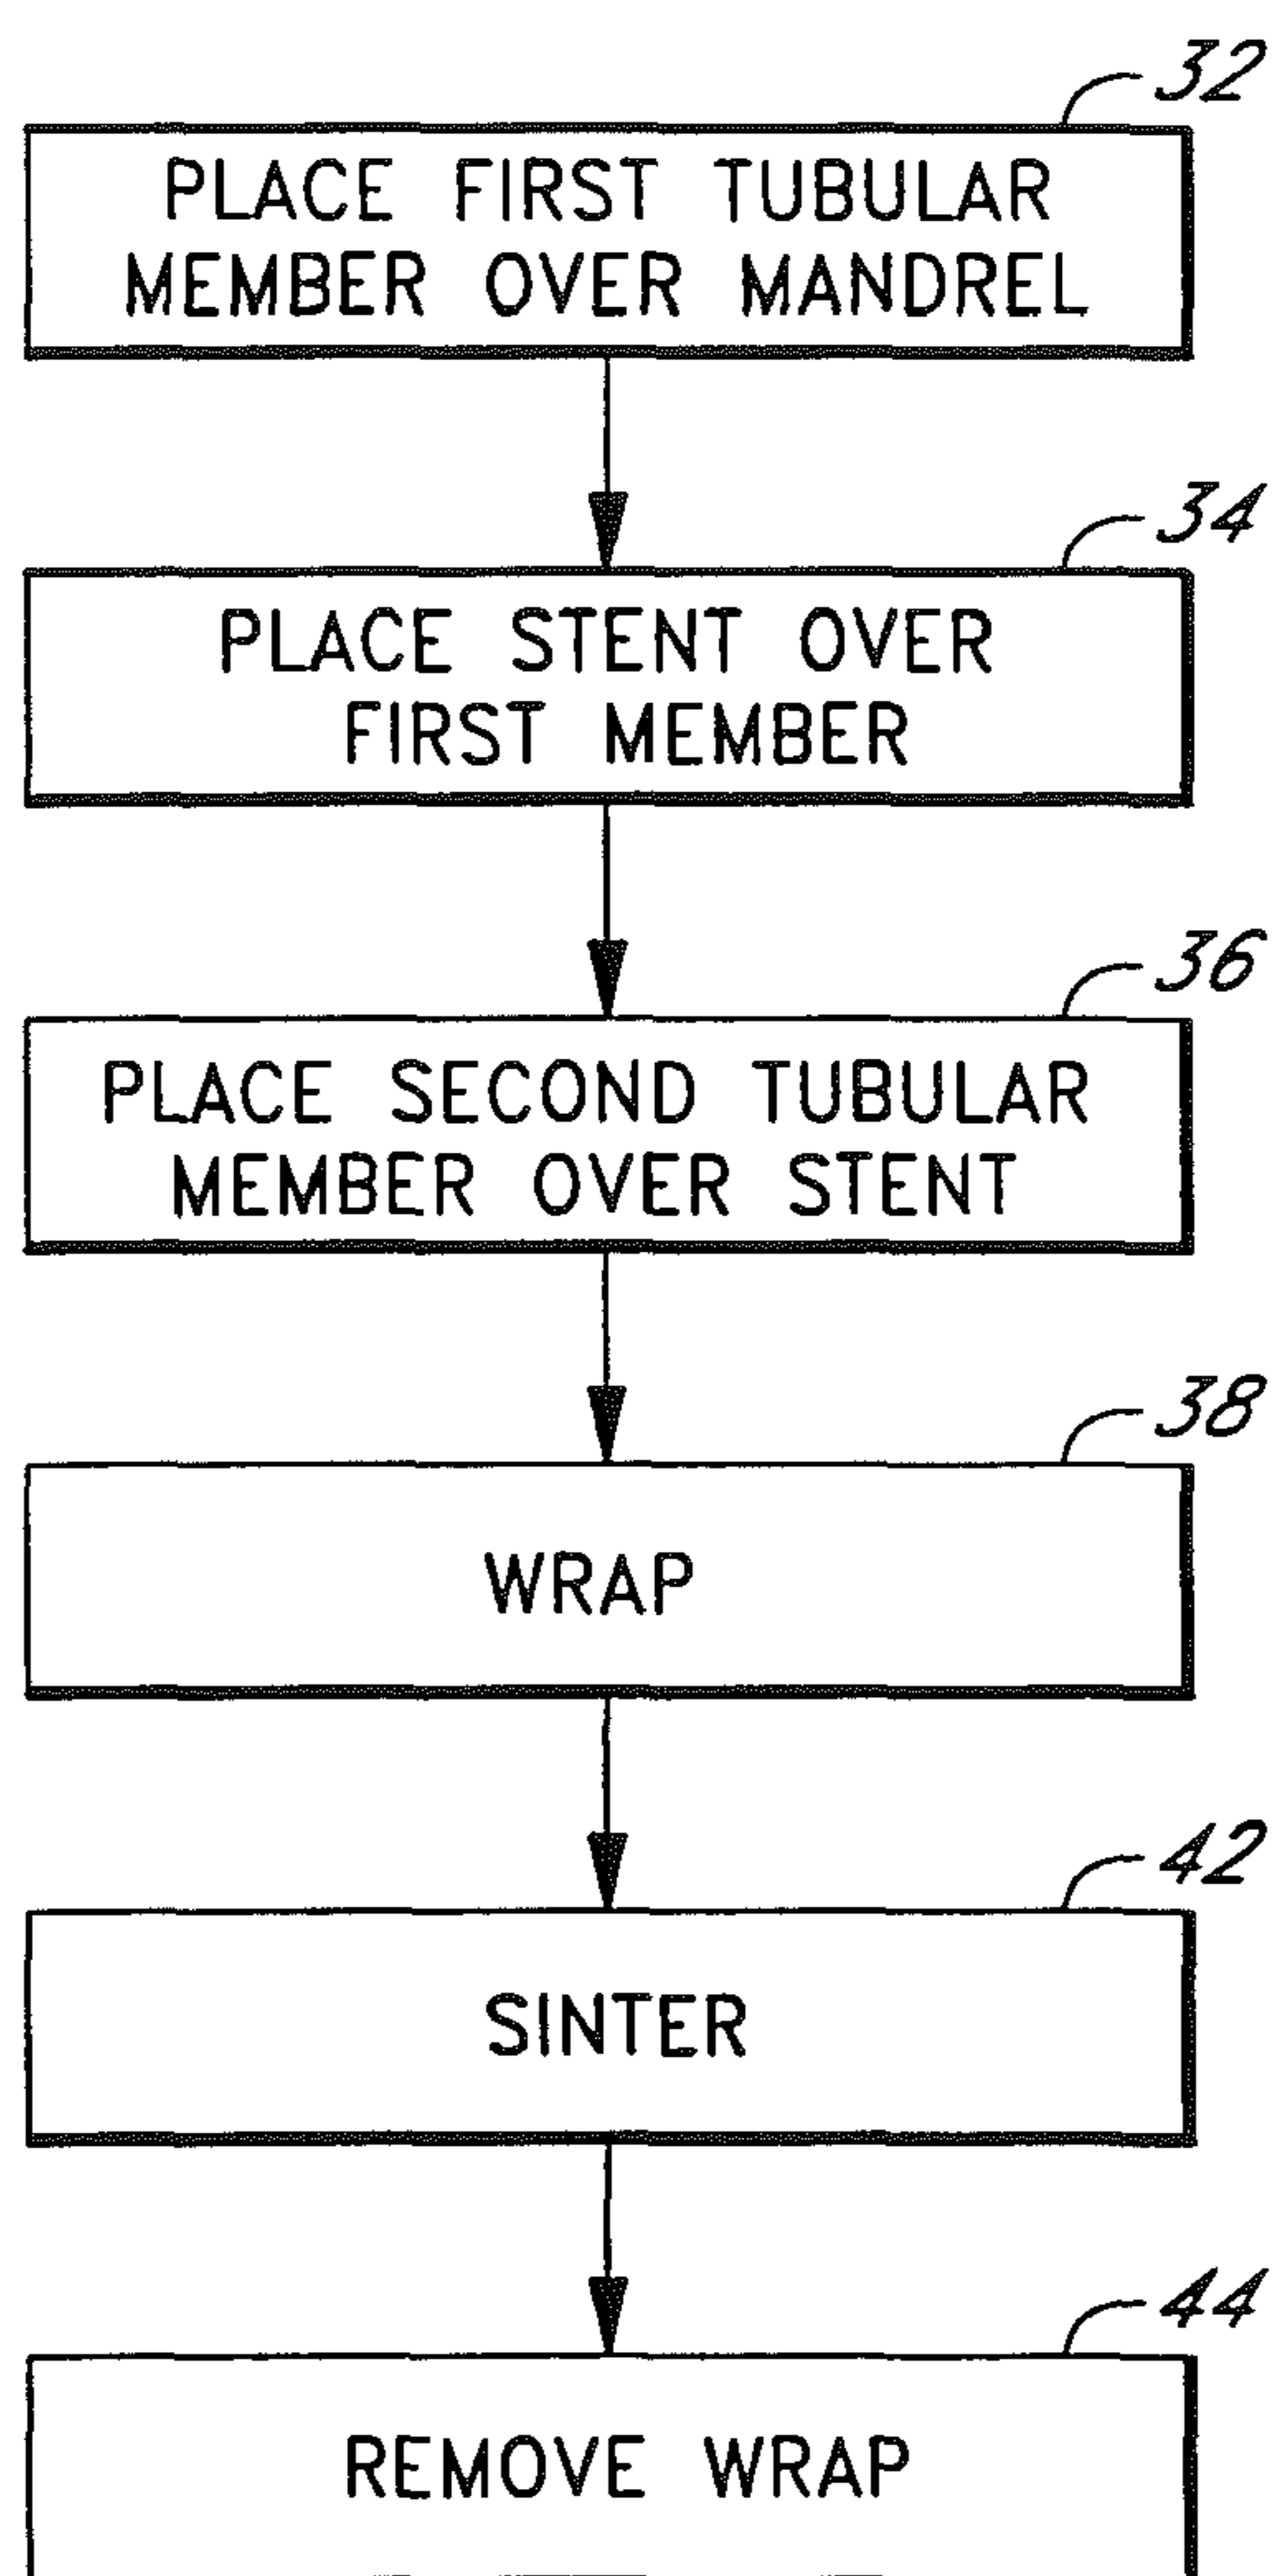 32
PLACE FIRST TUBULAR
MEMBER OVER MANDREL
34
PLACE STENT OVER
FIRST MEMBER
36
PLACE SECOND TUBULAR
MEMBER OVER STENT
38
WRAP
42
SINTER
44
REMOVE WRAP